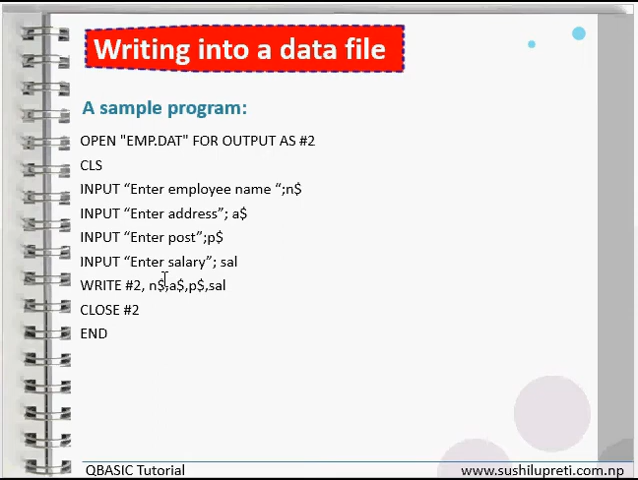 Writing into a data file
A sample program:
OPEN "EMP.DAT" FOR OUTPUT AS #2
CLS
INPUT “Enter employee name “;n$
INPUT “Enter address”; a$
INPUT “Enter post”;p$
INPUT “Enter salary”; sal
WRITE #2, n$,a$,p$,sal
CLOSE #2
END
QBASIC Tutorial
www.sushilupreti.com.np